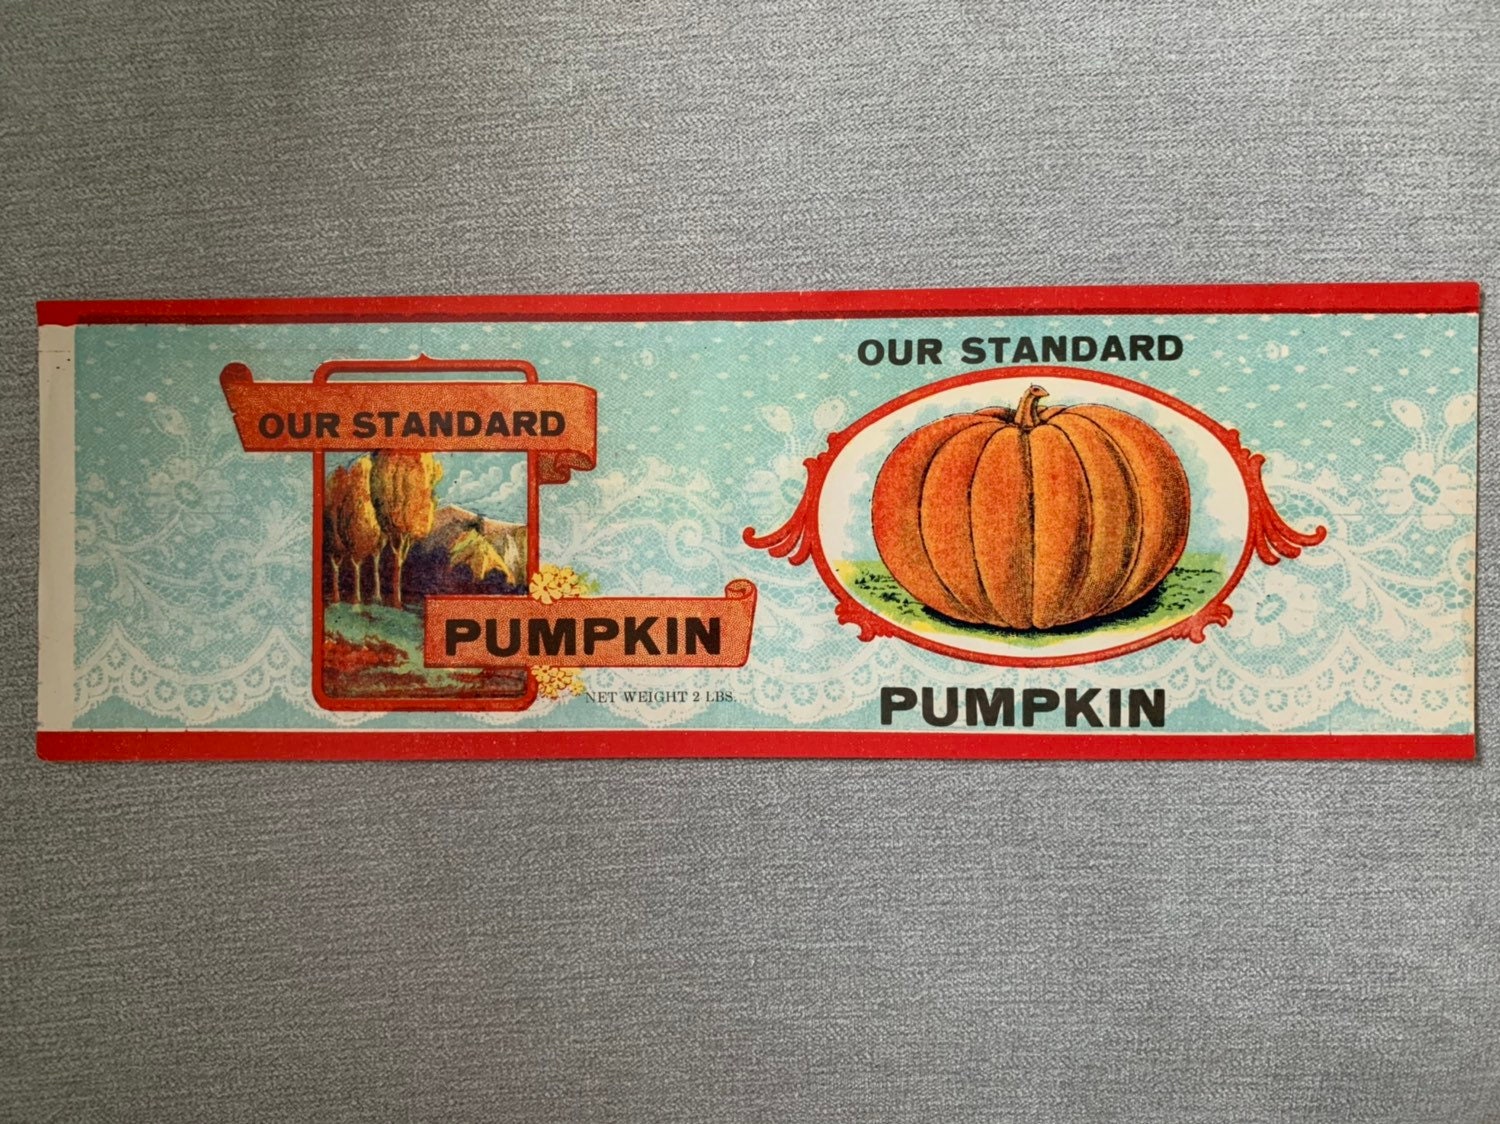 OUR STANDARD
PUMPKIN
NET WEIGHT 2 LBS.
OUR STANDARD
PUMPKIN